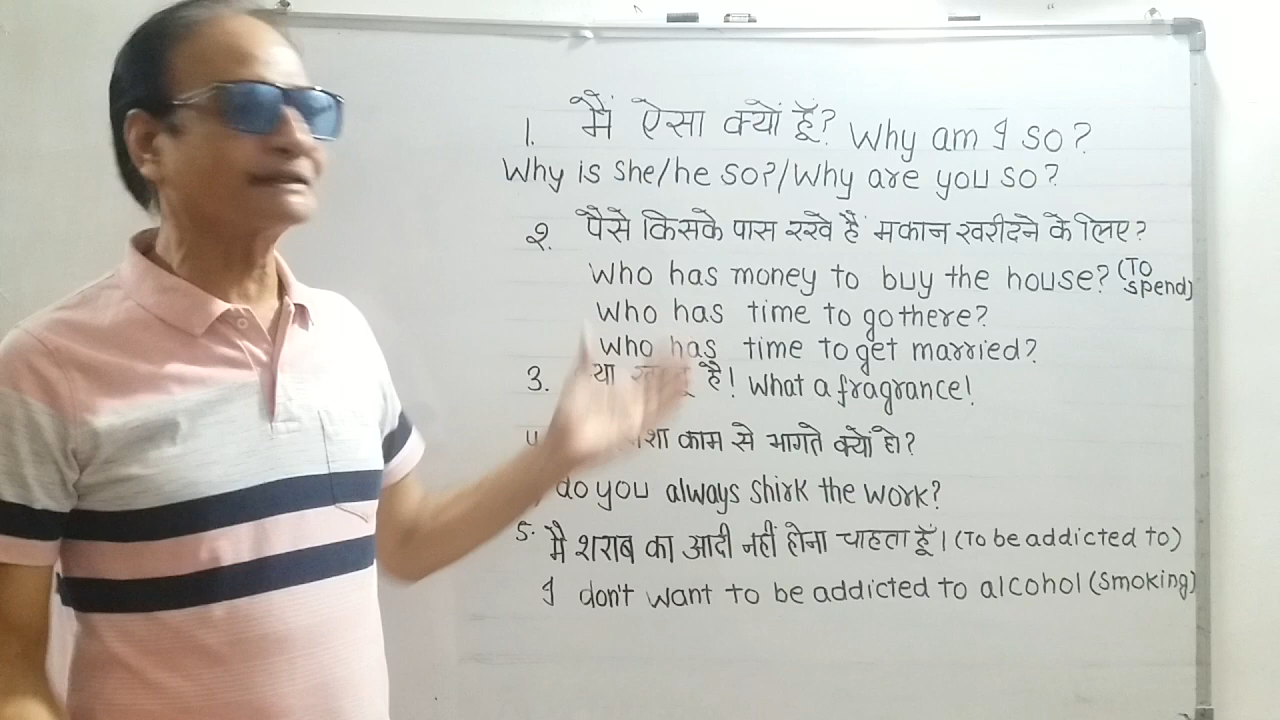 1. मैं ऐसा क्यों हूँ? Why am I so?
Why is she/he so?/Why are you so?
२. पैसे किसके पास रखे हैं मकान खरीदने के लिए?
Who has money to buy the house? (To spend)
Who has time to go there?
Who has time to get married?
3. है! What a fragrance!
काम से भागते क्यों हो?
do you always shirk the work?
5. मै शराब का आदी नहीं होना चाहता हूँ। (To be addicted to)
I don't want to be addicted to alcohol (smoking)